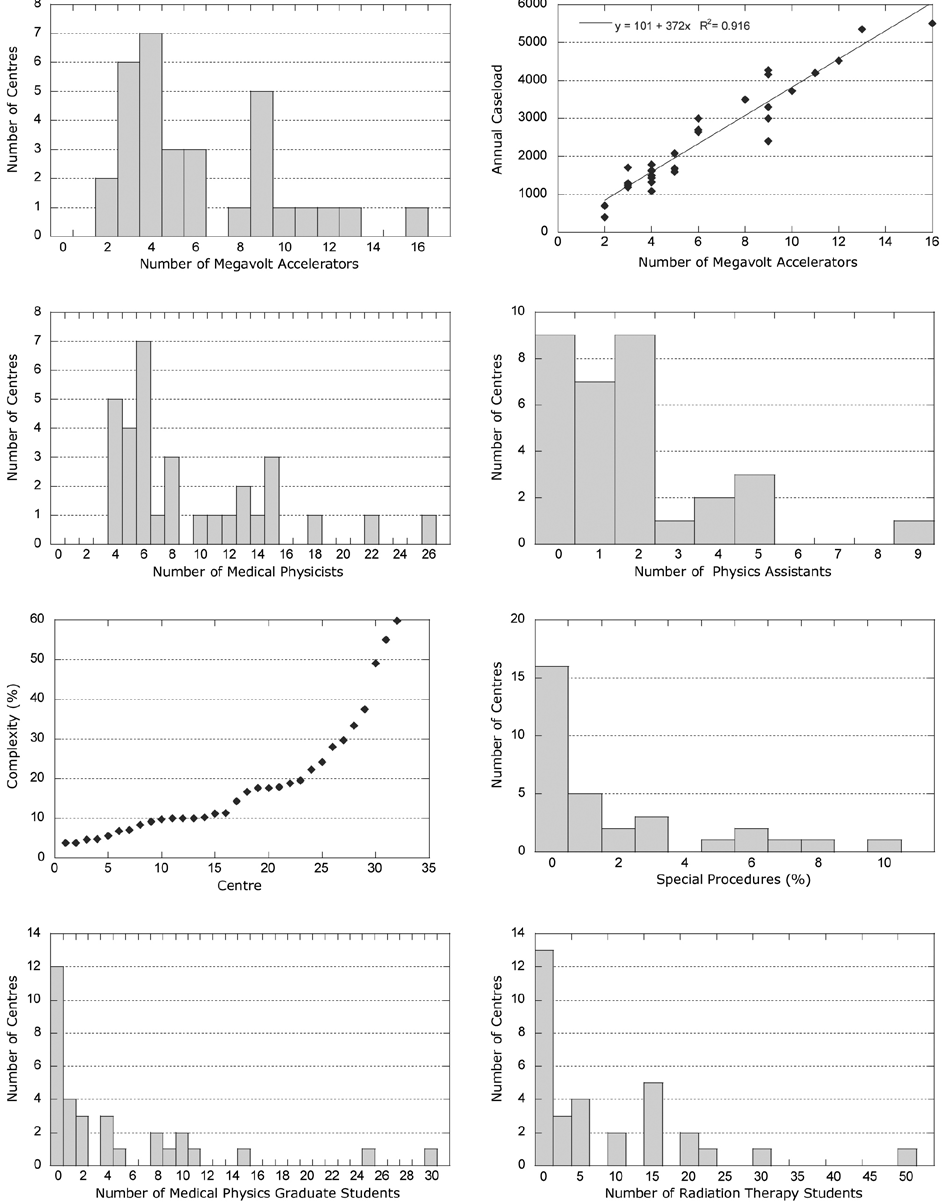 8
7
6
5
4
3
2
1
0
Number of Centres
0 2 4 6 8 10 12 14 16
Number of Megavolt Accelerators
6000
5000
4000
3000
2000
1000
0
Annual Caseload
y = 101 + 372x R²= 0.916
0 2 4 6 8 10 12 14 16
Number of Megavolt Accelerators
8
7
6
5
4
3
2
1
0
Number of Centres
0 2 4 6 8 10 12 14 16 18 20 22 24 26
Number of Medical Physicists
10
8
6
4
2
0
Number of Centres
0 1 2 3 4 5 6 7 8 9
Number of Physics Assistants
60
50
40
30
20
10
0
Complexity (%)
0 5 10 15 20 25 30 35
Centre
20
15
10
5
0
Number of Centres
0 2 4 6 8 10
Special Procedures (%)
14
12
10
8
6
4
2
0
Number of Centres
0 2 4 6 8 10 12 14 16 18 20 22 24 26 28 30
Number of Medical Physics Graduate Students
14
12
10
8
6
4
2
0
Number of Centres
0 5 10 15 20 25 30 35 40 45 50
Number of Radiation Therapy Students